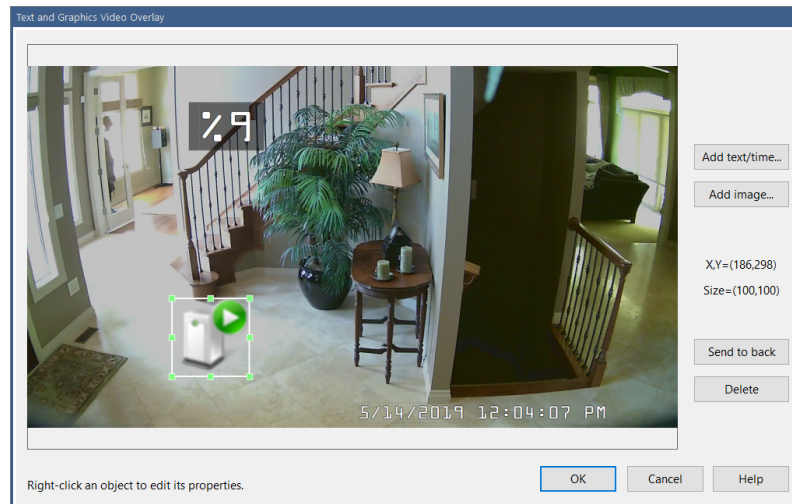 Text and Graphics Video Overlay
%9
Add text/time...
Add image...
X,Y=(186,298)
Size=(100,100)
Send to back
Delete
5/14/2019 12:04:07 PM
Right-click an object to edit its properties.
OK
Cancel
Help